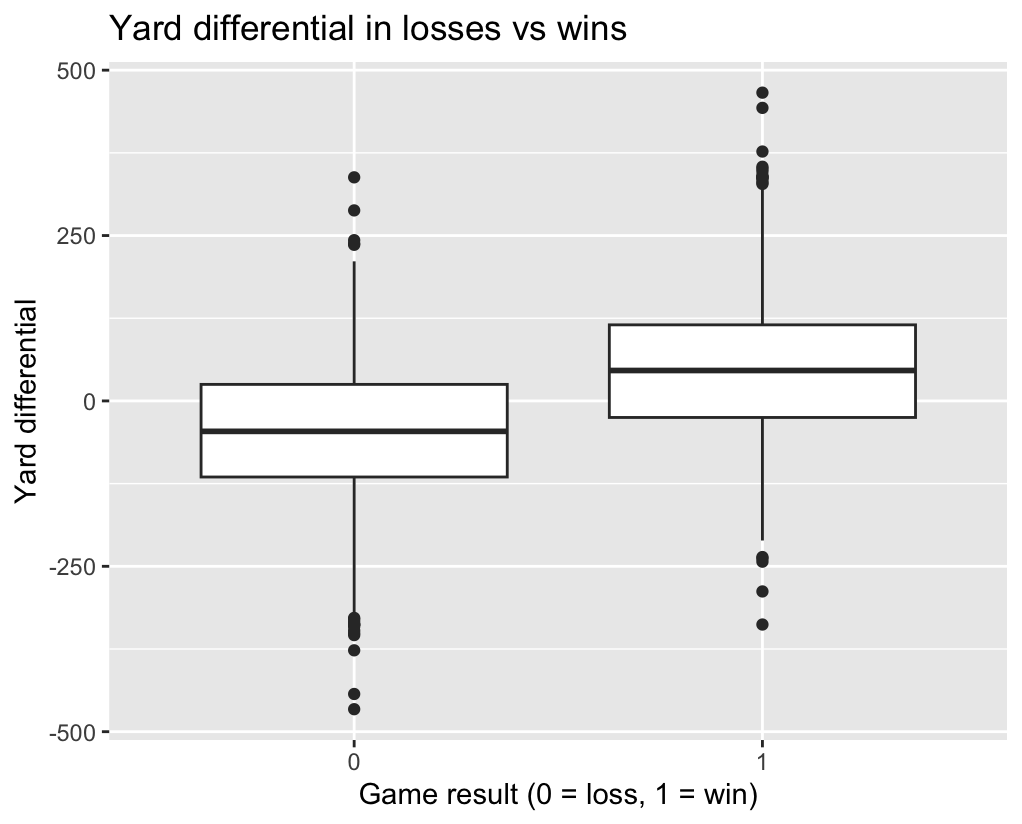 Yard differential in losses vs wins
500
250
0
-250
-500
Yard differential
0
1
Game result (0 = loss, 1 = win)